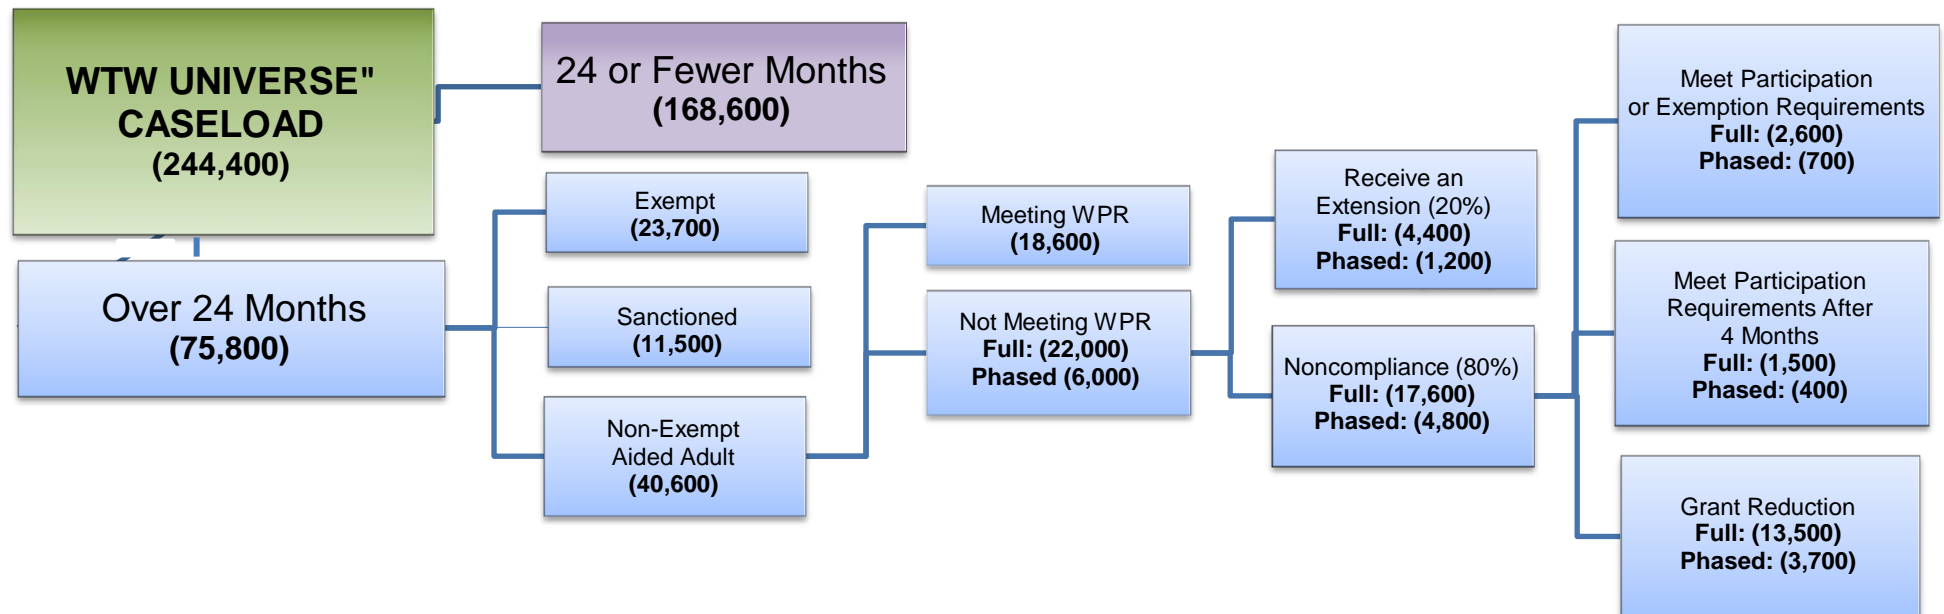 WTW UNIVERSE"
CASELOAD
(244,400)
24 or Fewer Months
(168,600)
Over 24 Months
(75,800)
Exempt
(23,700)
Sanctioned
(11,500)
Non-Exempt
Aided Adult
(40,600)
Meeting WPR
(18,600)
Not Meeting WPR
Full: (22,000)
Phased (6,000)
Receive an
Extension (20%)
Full: (4,400)
Phased: (1,200)
Noncompliance (80%)
Full: (17,600)
Phased: (4,800)
Meet Participation
or Exemption Requirements
Full: (2,600)
Phased: (700)
Meet Participation
Requirements After
4 Months
Full: (1,500)
Phased: (400)
Grant Reduction
Full: (13,500)
Phased: (3,700)